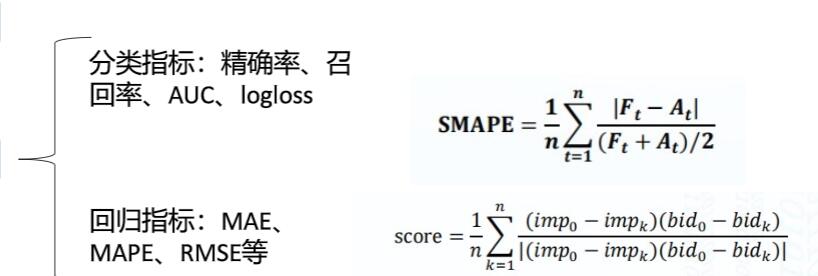 分类指标：精确率、召
回率、AUC、logloss
SMAPE = \frac{1}{n} \sum_{t=1}^{n} \frac{|F_t - A_t|}{(F_t + A_t)/2}
回归指标：MAE、
MAPE、RMSE等
score = \frac{1}{n} \sum_{k=1}^{n} \frac{(imp_0 - imp_k)(bid_0 - bid_k)}{|(imp_0 - imp_k)(bid_0 - bid_k)|}